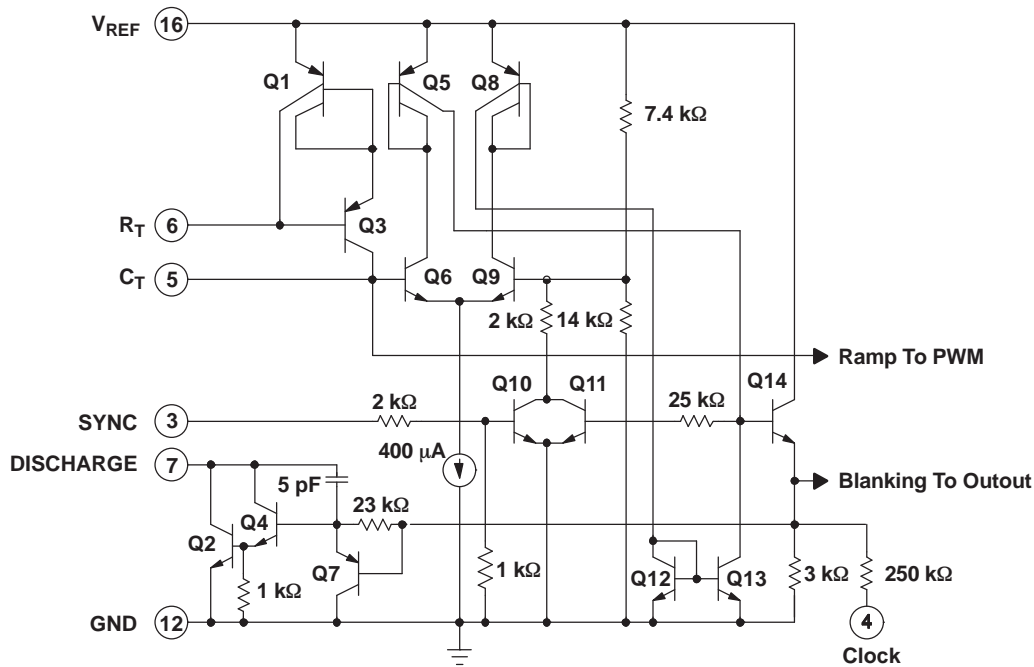 VREF 16
Q1
Q5
Q8
7.4 kΩ
RT 6
Q3
CT 5
Q6
Q9
2 kΩ
14 kΩ
Ramp To PWM
Q10
Q11
Q14
SYNC 3
2 kΩ
25 kΩ
400 μA
DISCHARGE 7
Blanking To Outout
5 pF
23 kΩ
Q4
Q2
Q7
1 kΩ
1 kΩ
Q12
Q13
3 kΩ
250 kΩ
GND 12
4
Clock